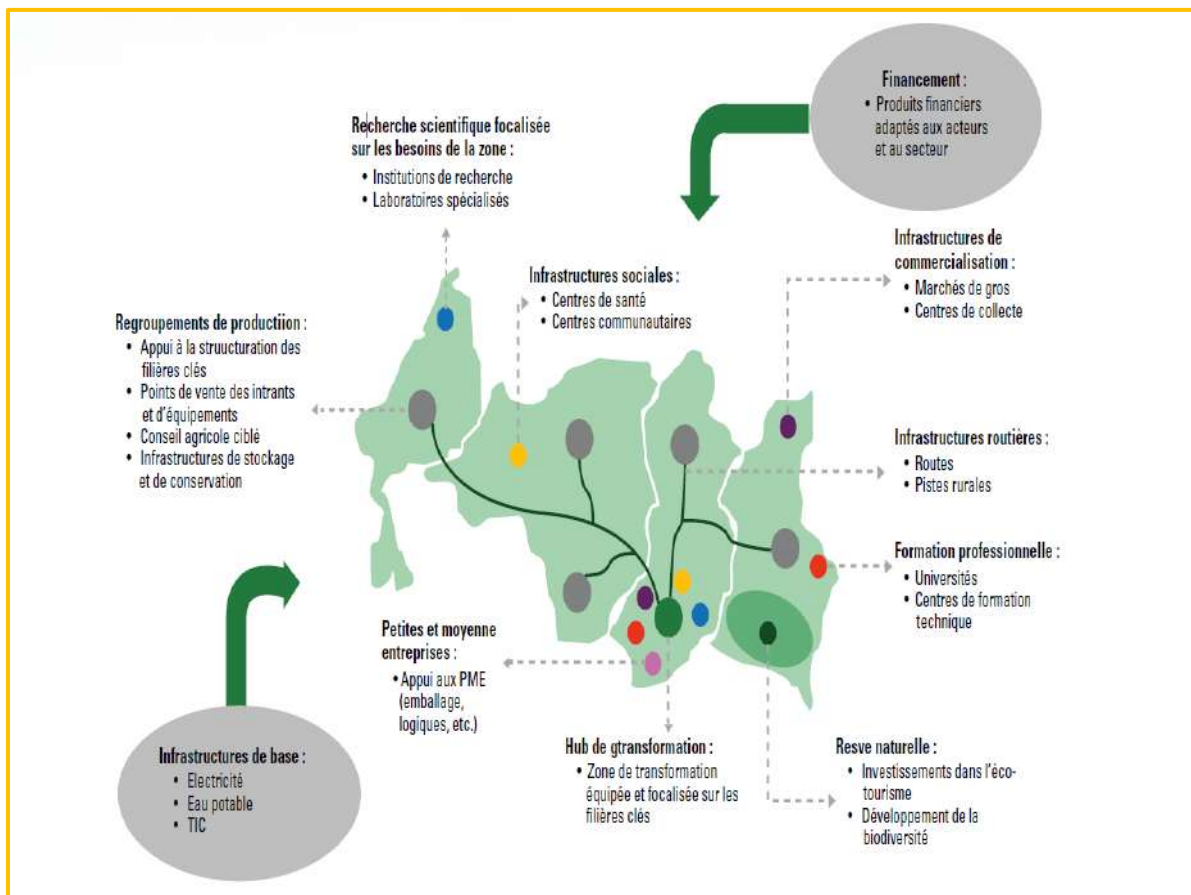 Financement :
• Produits financiers
adaptés aux acteurs
et au secteur
Recherche scientifique focalisée
sur les besoins de la zone :
• Institutions de recherche
• Laboratoires spécialisés
Infrastructures de
commercialisation :
• Marchés de gros
• Centres de collecte
Infrastructures sociales :
• Centres de santé
• Centres communautaires
Regroupements de productiion :
• Appui à la struucturation des
filières clés
• Points de vente des intrants
et d'équipements
• Conseil agricole ciblé
• Infrastructures de stockage
et de conservation
Infrastructures routières :
• Routes
• Pistes rurales
Formation professionnelle :
• Universités
• Centres de formation
technique
Petites et moyenne
entreprises :
• Appui aux PME
(emballage,
logiques, etc.)
Hub de gtransformation :
• Zone de transformation
équipée et focalisée sur les
filières clés
Resve naturelle :
• Investissements dans l'éco-
tourisme
• Développement de la
biodiversité
Infrastructures de base :
• Electricité
• Eau potable
• TIC